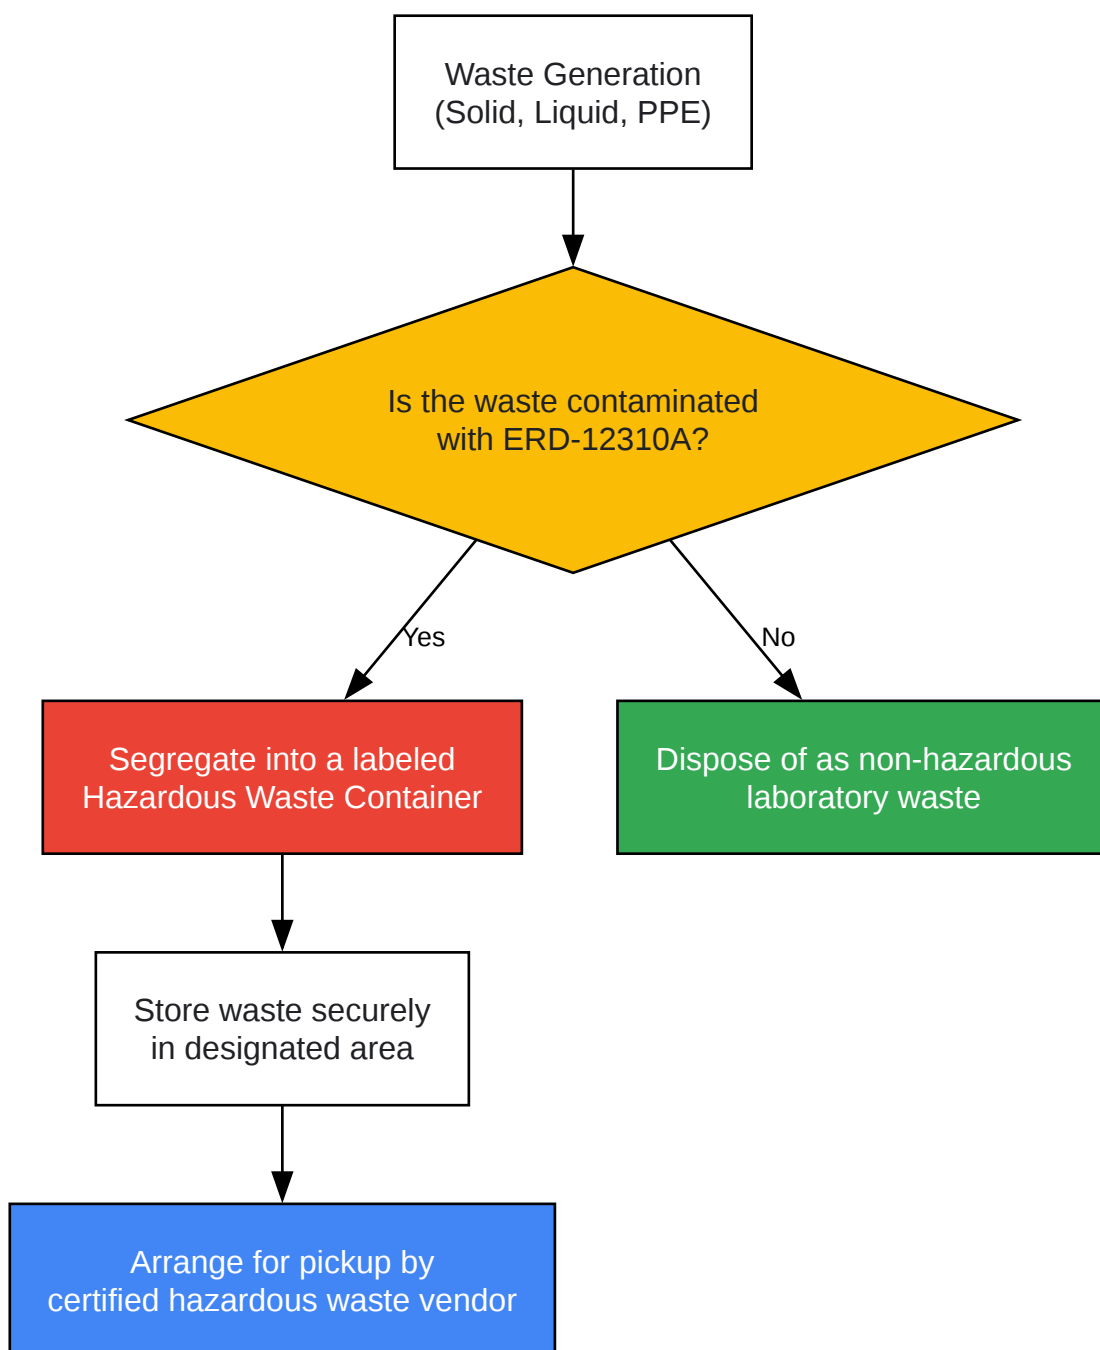 Waste Generation
(Solid, Liquid, PPE)
Is the waste contaminated
with ERD-12310A?
Yes
No
Segregate into a labeled
Hazardous Waste Container
Dispose of as non-hazardous
laboratory waste
Store waste securely
in designated area
Arrange for pickup by
certified hazardous waste vendor